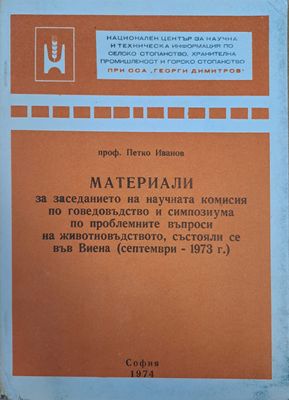 НАЦИОНАЛЕН ЦЕНТЪР ЗА НАУЧНА
И ТЕХНИЧЕСКА ИНФОРМАЦИЯ ПО
СЕЛСКО СТОПАНСТВО, ХРАНИТЕЛНА
ПРОМИШЛЕНОСТ И ГОРСКО СТОПАНСТВО
ПРИ ССА „ГЕОРГИ ДИМИТРОВ"
проф. Петко Иванов
МАТЕРИАЛИ
за заседанието на научната комисия
по говедовъдство и симпозиума
по проблемните въпроси
на животновъдството, състояли се
във Виена (септември - 1973 г.)
София
1974